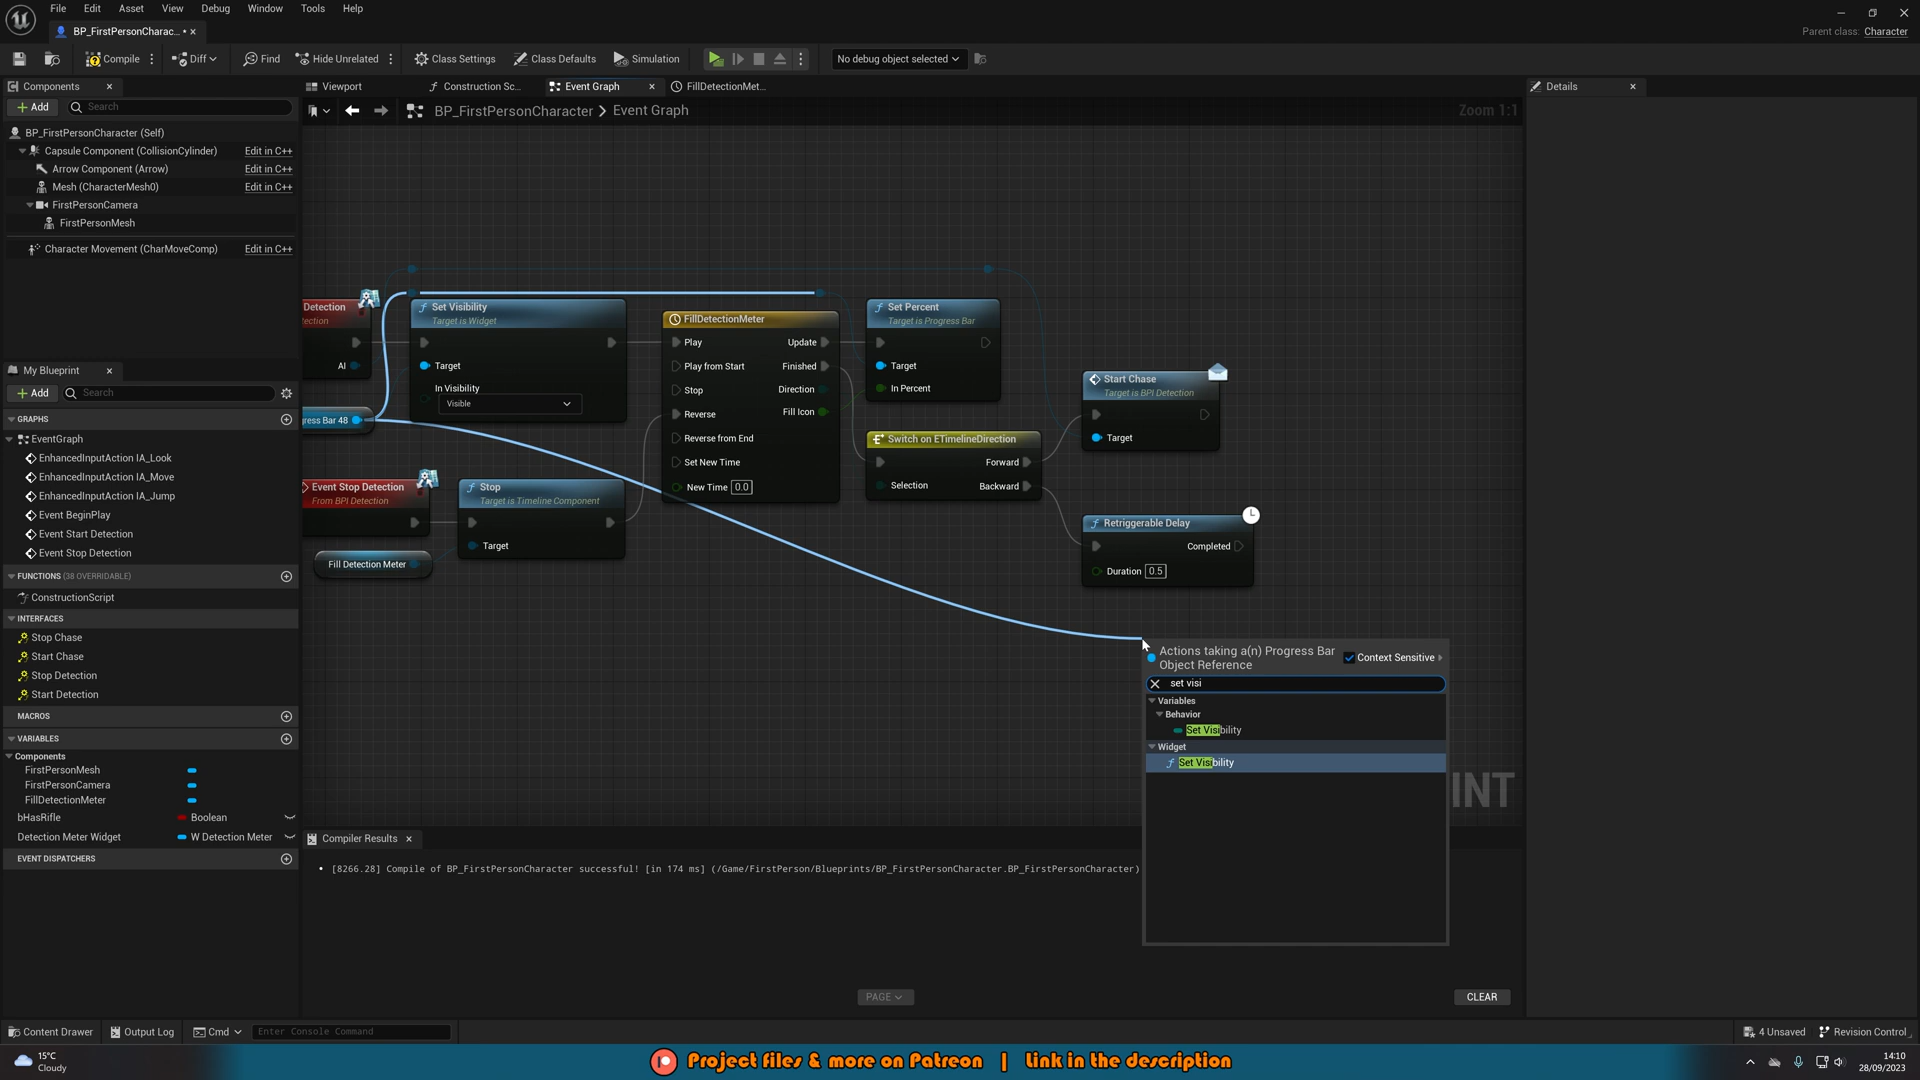 File Edit Asset View Debug Window Tools Help
BP_FirstPersonCharac... •
Parent class: Character
Compile Diff Find Hide Unrelated Class Settings Class Defaults Simulation No debug object selected
Components
Viewport Construction Sc... Event Graph FillDetectionMet...
Details
Add Search
BP_FirstPersonCharacter > Event Graph Zoom 1:1
BP_FirstPersonCharacter (Self)
Capsule Component (CollisionCylinder) Edit in C++
Arrow Component (Arrow) Edit in C++
Mesh (CharacterMesh0) Edit in C++
FirstPersonCamera
FirstPersonMesh
Character Movement (CharMoveComp) Edit in C++
My Blueprint
Add Search
GRAPHS
EventGraph
EnhancedInputAction IA_Look
EnhancedInputAction IA_Move
EnhancedInputAction IA_Jump
Event BeginPlay
Event Start Detection
Event Stop Detection
FUNCTIONS (38 OVERRIDABLE)
ConstructionScript
INTERFACES
Stop Chase
Start Chase
Stop Detection
Start Detection
MACROS
VARIABLES
Components
FirstPersonMesh
FirstPersonCamera
FillDetectionMeter
bHasRifle Boolean
Detection Meter Widget W Detection Meter
EVENT DISPATCHERS
Detection
ection
AI
gress Bar 48
Set Visibility
Target is Widget
Target
In Visibility
Visible
FillDetectionMeter
Play Update
Play from Start Finished
Stop Direction
Reverse Fill Icon
Reverse from End
Set New Time
New Time 0.0
Set Percent
Target is Progress Bar
Target
In Percent
Start Chase
Target is BPI Detection
Target
Switch on ETimelineDirection
Forward
Selection Backward
Event Stop Detection
From BPI Detection
Stop
Target is Timeline Component
Target
Fill Detection Meter
Retriggerable Delay
Completed
Duration 0.5
Actions taking a(n) Progress Bar
Object Reference
Context Sensitive
set visi
Variables
Behavior
Set Visibility
Widget
Set Visibility
INT
Compiler Results
• [8266.28] Compile of BP_FirstPersonCharacter successful! [in 174 ms] (/Game/FirstPerson/Blueprints/BP_FirstPersonCharacter.BP_FirstPersonCharacter)
PAGE CLEAR
Content Drawer Output Log Cmd Enter Console Command 4 Unsaved Revision Control
15°C
Cloudy
Project files & more on Patreon | Link in the description
14:10
28/09/2023